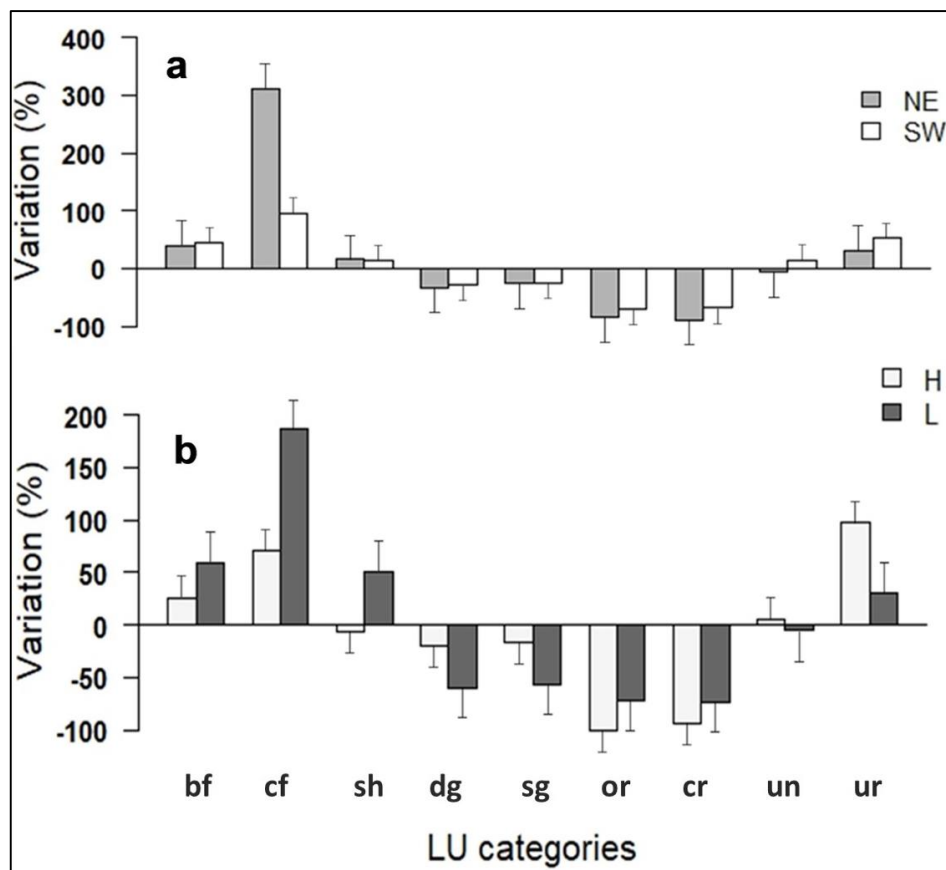 a
Variation (%)
400
300
200
100
0
-100
NE
SW
b
Variation (%)
200
150
100
50
0
-50
-100
H
L
bf cf sh dg sg or cr un ur
LU categories